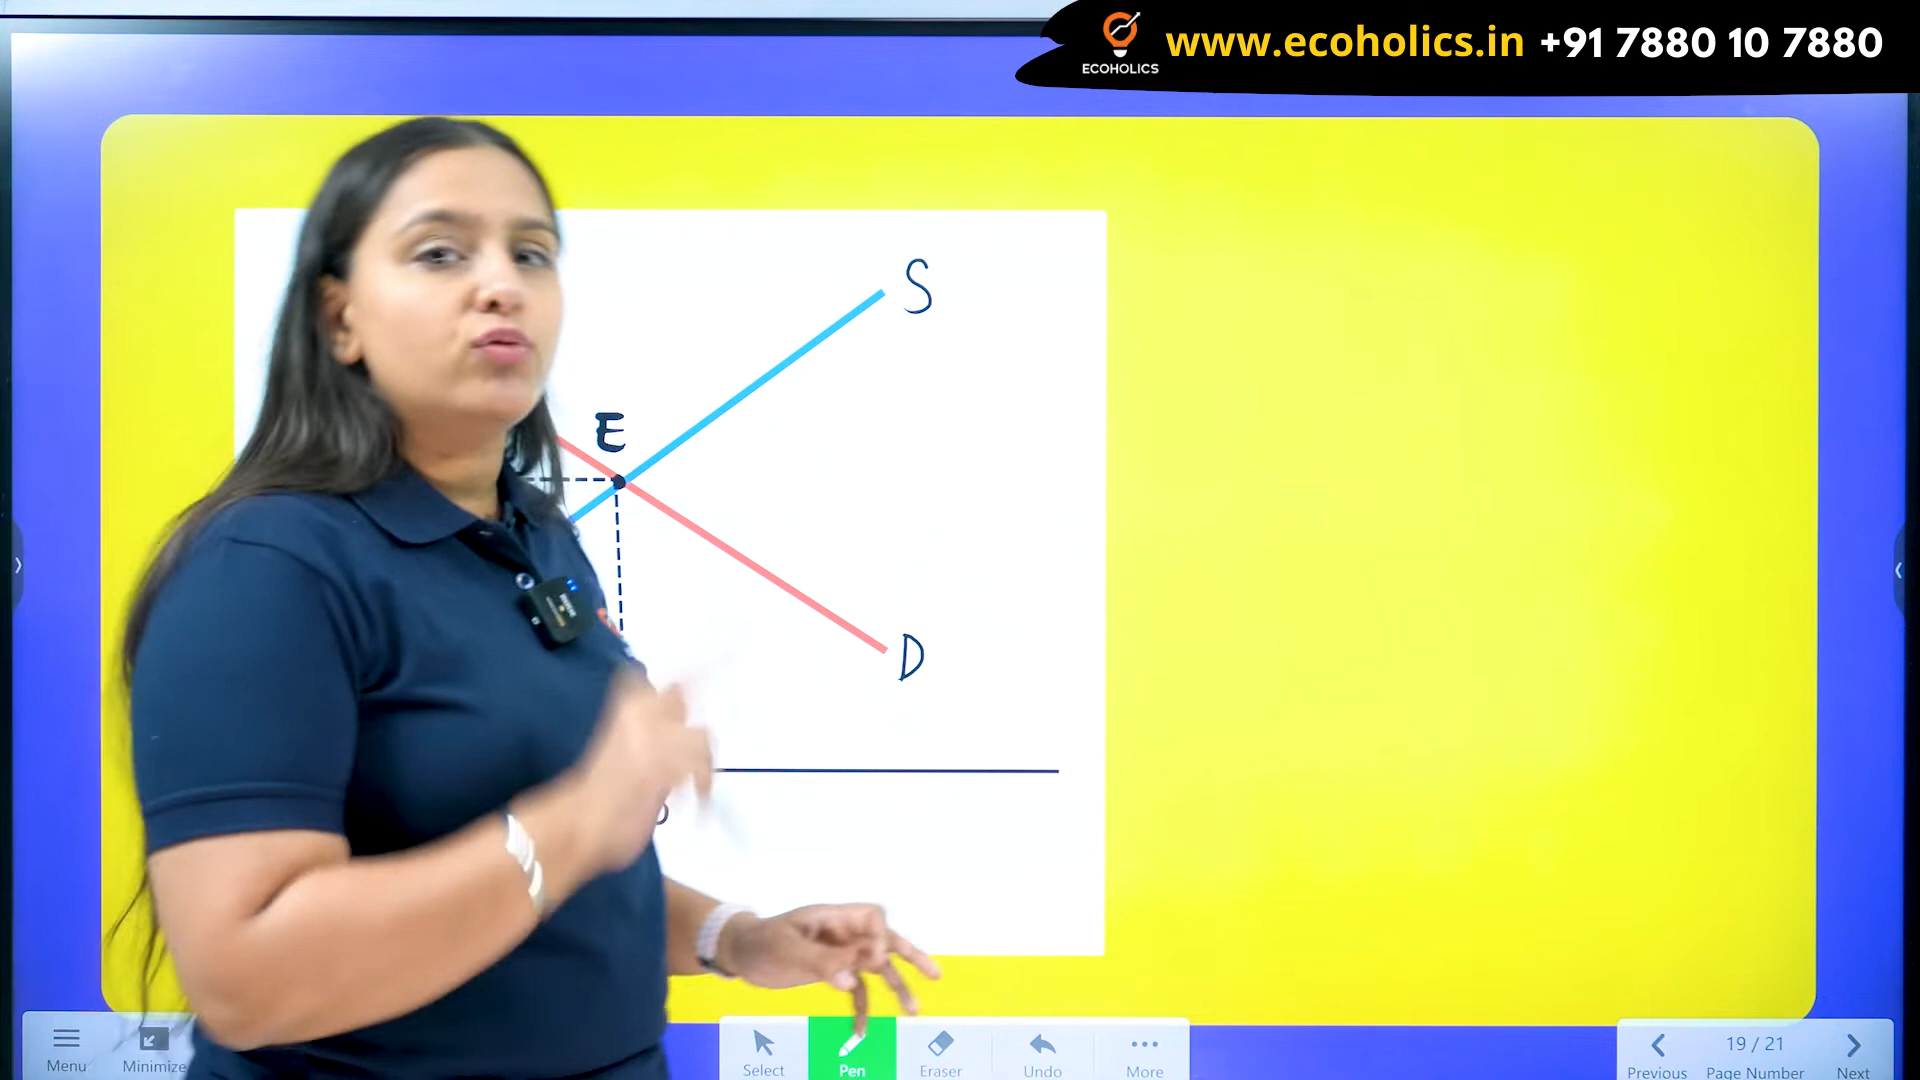 www.ecoholics.in +91 7880 10 7880
ECOHOLICS
S
E
D
Menu
Minimize
Select
Pen
Eraser
Undo
More
Previous
19 / 21
Page Number
Next